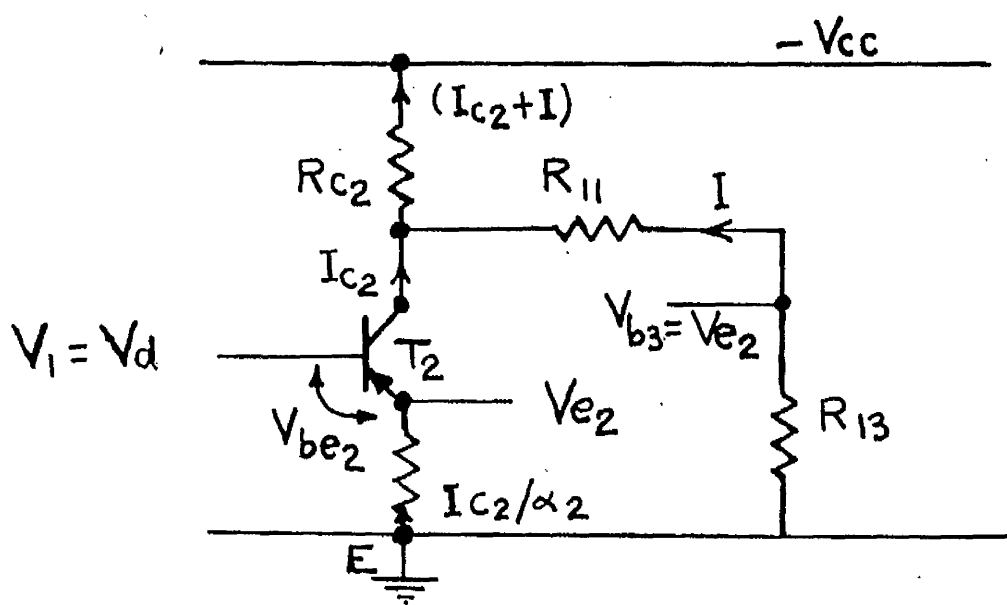 − Vcc
(Ic2+I)
Rc2
R11
I
Ic2
Vb3=Ve2
V1 = Vd
T2
Ve2
Vbe2
R13
Ic2/α2
E